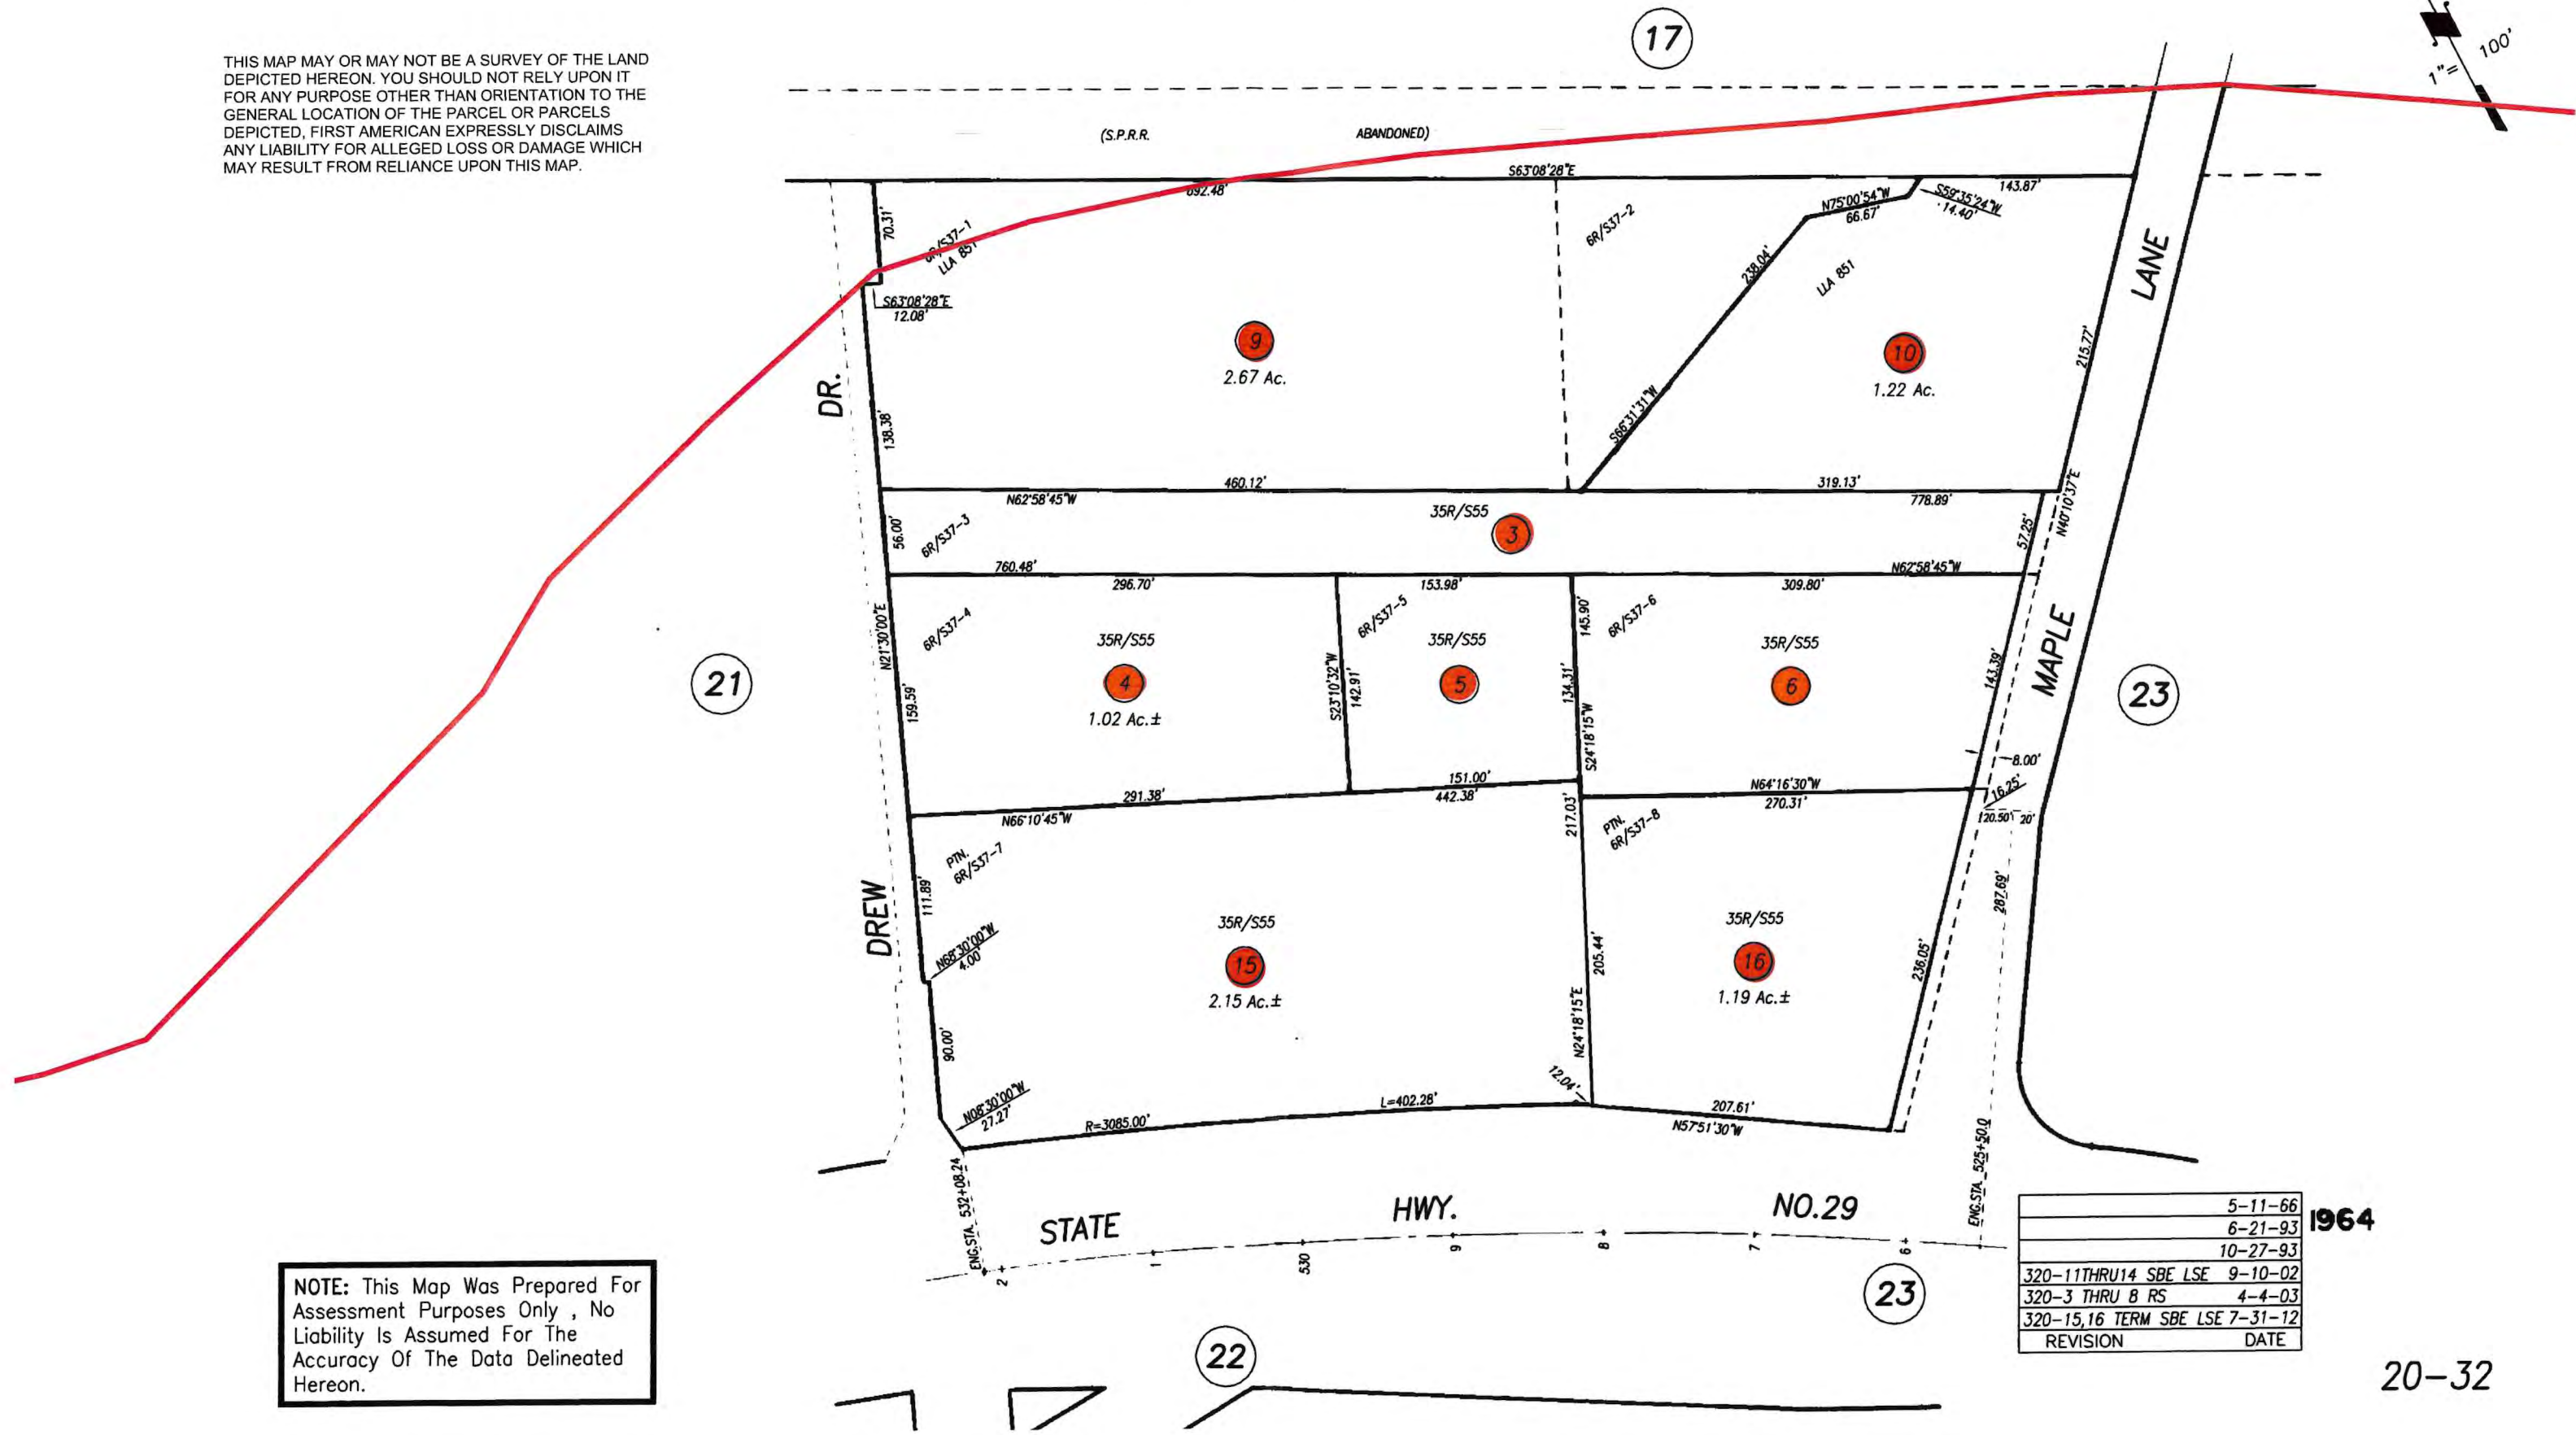 THIS MAP MAY OR MAY NOT BE A SURVEY OF THE LAND
DEPICTED HEREON. YOU SHOULD NOT RELY UPON IT
FOR ANY PURPOSE OTHER THAN ORIENTATION TO THE
GENERAL LOCATION OF THE PARCEL OR PARCELS
DEPICTED, FIRST AMERICAN EXPRESSLY DISCLAIMS
ANY LIABILITY FOR ALLEGED LOSS OR DAMAGE WHICH
MAY RESULT FROM RELIANCE UPON THIS MAP.
17
1"= 100'
(S.P.R.R. ABANDONED)
S63°08'28"E
692.48'
143.87'
N75°00'54"W
66.67'
S59°35'24"W
14.40'
70.31'
6R/S37-1
LLA 851
6R/S37-2
238.04'
LLA 851
S63°08'28"E
12.08'
9
2.67 Ac.
10
1.22 Ac.
215.77'
LANE
DR.
138.38'
S66°31'31"W
460.12'
N62°58'45"W
319.13'
778.89'
N40°10'37"E
56.00'
6R/S37-3
35R/S55
3
57.25'
760.48'
296.70'
153.98'
309.80'
N62°58'45"W
N21°30'00"E
6R/S37-4
35R/S55
4
1.02 Ac.±
159.59'
S23°10'32"W
142.91'
6R/S37-5
35R/S55
5
145.90'
134.31'
S24°18'15"W
6R/S37-6
35R/S55
6
143.39'
MAPLE
21
23
8.00'
16.25'
120.50'
20'
287.69'
291.38'
151.00'
442.38'
N66°10'45"W
N64°16'30"W
270.31'
217.03'
PTN.
6R/S37-7
PTN.
6R/S37-8
111.89'
DREW
N68°30'00"W
4.00'
35R/S55
15
2.15 Ac.±
205.44'
35R/S55
16
1.19 Ac.±
236.05'
90.00'
N24°18'15"E
N08°30'00"W
27.27'
12.04'
L=402.28'
R=3085.00'
207.61'
N57°51'30"W
ENG.STA. 532+08.24
ENG.STA. 525+50.0
STATE HWY. NO.29
2
1
530
9
8
7
6
23
22
5-11-66
1964
6-21-93
10-27-93
320-11THRU14 SBE LSE 9-10-02
320-3 THRU 8 RS 4-4-03
320-15,16 TERM SBE LSE 7-31-12
REVISION DATE
NOTE: This Map Was Prepared For
Assessment Purposes Only , No
Liability Is Assumed For The
Accuracy Of The Data Delineated
Hereon.
20-32